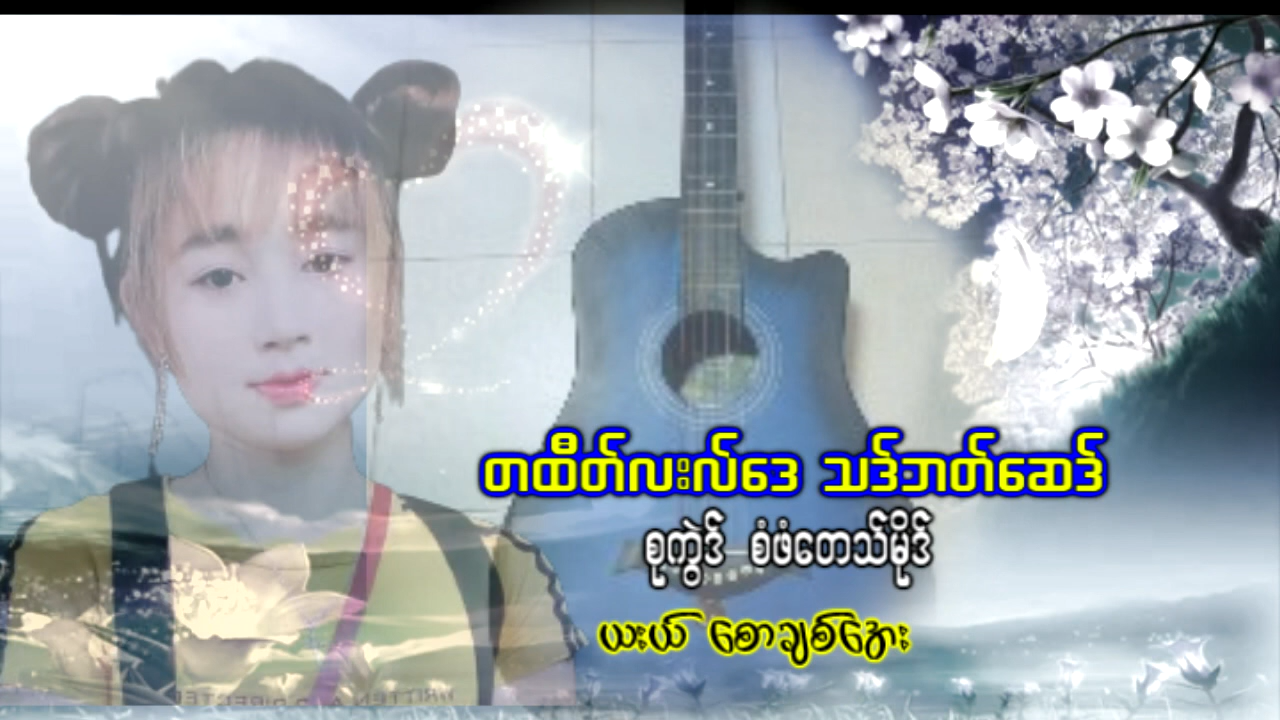 တထီတ်လးလ်ဒေ သဒ်ဘတ်ဆေဒ်
စုကွဲဒ် စံဖံတေသ်မိုဒ်
ယးယ် စောချစ်အွေး